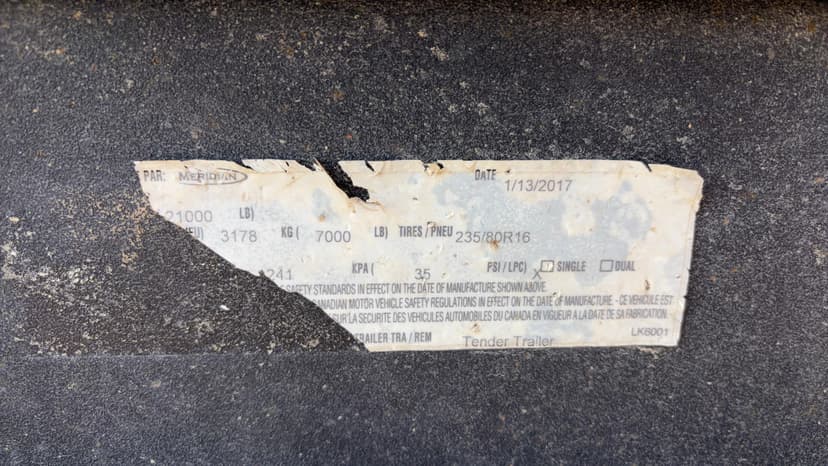 PAR: MERIDIAN DATE 1/13/2017
21000 LB)
3178 KG ( 7000 LB) TIRES / PNEU 235/80R16
241 KPA ( 35 PSI / LPC) X SINGLE DUAL
SAFETY STANDARDS IN EFFECT ON THE DATE OF MANUFACTURE SHOWN ABOVE.
CANADIAN MOTOR VEHICLE SAFETY REGULATIONS IN EFFECT ON THE DATE OF MANUFACTURE. - CE VEHICULE EST
SUR LA SECURITE DES VEHICULES AUTOMOBILES DU CANADA EN VIGUEUR A LA DATE DE SA FABRICATION.
TRAILER TRA / REM Tender Trailer LK6001